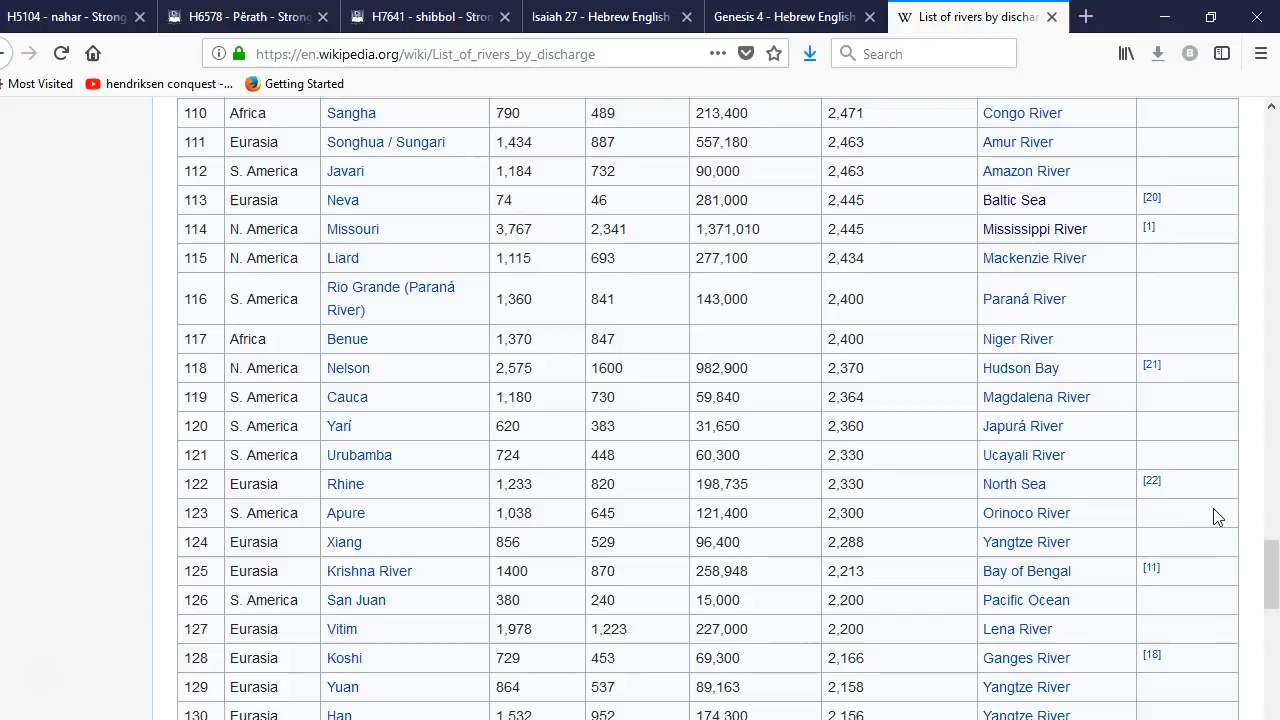 H5104 - nahar - Strong
H6578 - Pĕrath - Strong
H7641 - shibbol - Stron
Isaiah 27 - Hebrew English
Genesis 4 - Hebrew English
W List of rivers by dischar
https://en.wikipedia.org/wiki/List_of_rivers_by_discharge
Search
Most Visited
hendriksen conquest -...
Getting Started
110 Africa Sangha 790 489 213,400 2,471 Congo River
111 Eurasia Songhua / Sungari 1,434 887 557,180 2,463 Amur River
112 S. America Javari 1,184 732 90,000 2,463 Amazon River
113 Eurasia Neva 74 46 281,000 2,445 Baltic Sea [20]
114 N. America Missouri 3,767 2,341 1,371,010 2,445 Mississippi River [1]
115 N. America Liard 1,115 693 277,100 2,434 Mackenzie River
116 S. America Rio Grande (Paraná River) 1,360 841 143,000 2,400 Paraná River
117 Africa Benue 1,370 847 2,400 Niger River
118 N. America Nelson 2,575 1600 982,900 2,370 Hudson Bay [21]
119 S. America Cauca 1,180 730 59,840 2,364 Magdalena River
120 S. America Yarí 620 383 31,650 2,360 Japurá River
121 S. America Urubamba 724 448 60,300 2,330 Ucayali River
122 Eurasia Rhine 1,233 820 198,735 2,330 North Sea [22]
123 S. America Apure 1,038 645 121,400 2,300 Orinoco River
124 Eurasia Xiang 856 529 96,400 2,288 Yangtze River
125 Eurasia Krishna River 1400 870 258,948 2,213 Bay of Bengal [11]
126 S. America San Juan 380 240 15,000 2,200 Pacific Ocean
127 Eurasia Vitim 1,978 1,223 227,000 2,200 Lena River
128 Eurasia Koshi 729 453 69,300 2,166 Ganges River [18]
129 Eurasia Yuan 864 537 89,163 2,158 Yangtze River
130 Eurasia Han 1,532 952 174,300 2,156 Yangtze River